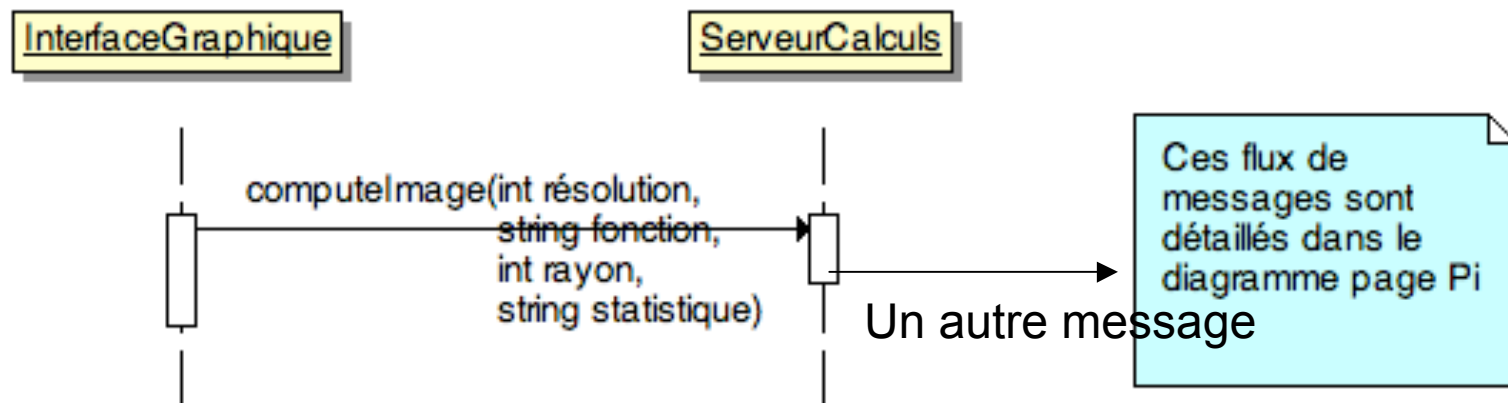 InterfaceGraphique
ServeurCalculs
computeImage(int résolution,
string fonction,
int rayon,
string statistique)
Un autre message
Ces flux de
messages sont
détaillés dans le
diagramme page Pi